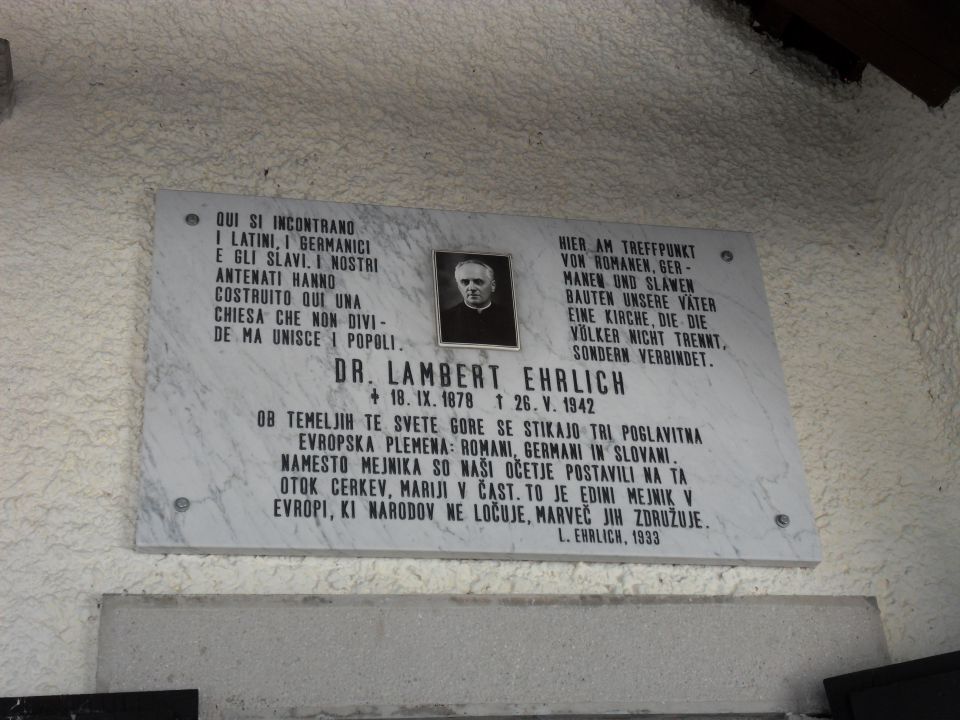 QUI SI INCONTRANO
I LATINI, I GERMANICI
E GLI SLAVI. I NOSTRI
ANTENATI HANNO
COSTRUITO QUI UNA
CHIESA CHE NON DIVI-
DE MA UNISCE I POPOLI.
HIER AM TREFFPUNKT
VON ROMANEN, GER-
MANEN UND SLAWEN
BAUTEN UNSERE VÄTER
EINE KIRCHE, DIE DIE
VÖLKER NICHT TRENNT,
SONDERN VERBINDET.
DR. LAMBERT EHRLICH
✝ 18. IX. 1878 † 26. V. 1942
OB TEMELJIH TE SVETE GORE SE STIKAJO TRI POGLAVITNA
EVROPSKA PLEMENA: ROMANI, GERMANI IN SLOVANI.
NAMESTO MEJNIKA SO NAŠI OČETJE POSTAVILI NA TA
OTOK CERKEV, MARIJI V ČAST. TO JE EDINI MEJNIK V
EVROPI, KI NARODOV NE LOČUJE, MARVEČ JIH ZDRUŽUJE.
L. EHRLICH, 1933